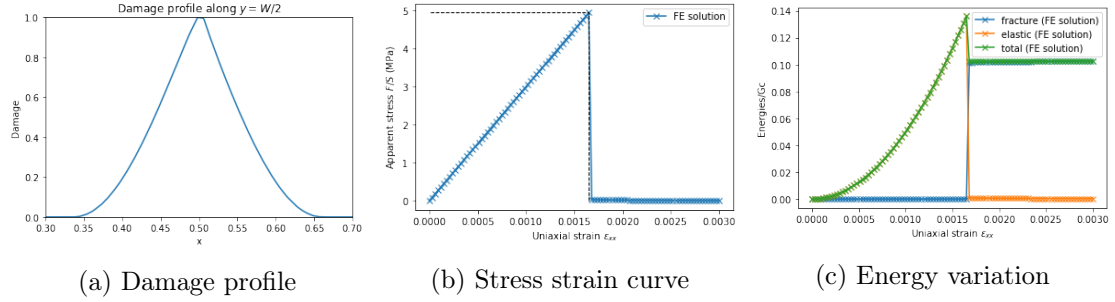 Damage profile along y = W/2
Damage
1.0
0.8
0.6
0.4
0.2
0.0
0.30 0.35 0.40 0.45 0.50 0.55 0.60 0.65 0.70
x
(a) Damage profile
FE solution
Apparent stress F/S (MPa)
5
4
3
2
1
0
0.0000 0.0005 0.0010 0.0015 0.0020 0.0025 0.0030
Uniaxial strain εxx
(b) Stress strain curve
fracture (FE solution)
elastic (FE solution)
total (FE solution)
Energies/Gc
0.12
0.10
0.08
0.06
0.04
0.02
0.00
0.0000 0.0005 0.0010 0.0015 0.0020 0.0025 0.0030
Uniaxial strain εxx
(c) Energy variation